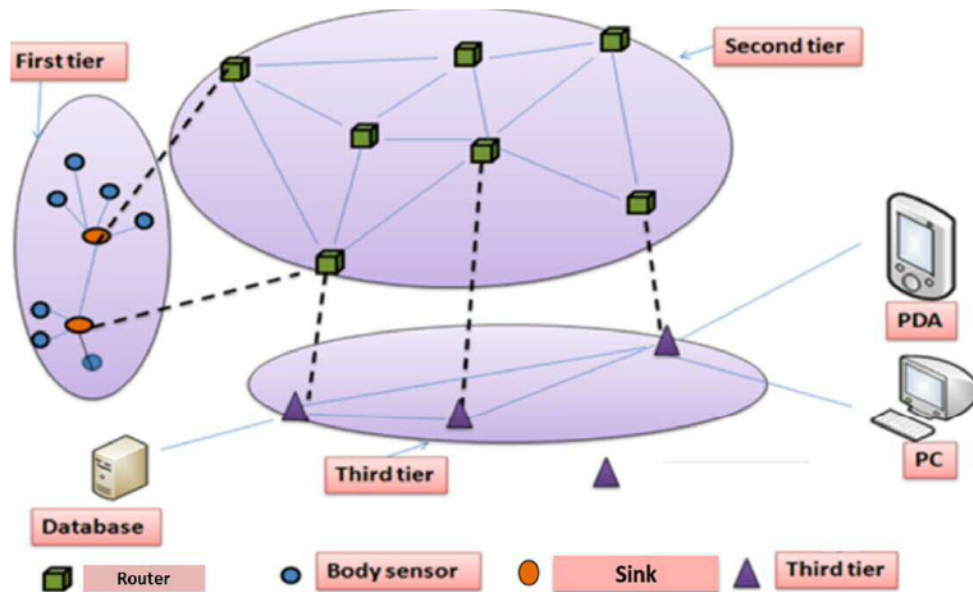 First tier
Second tier
PDA
PC
Third tier
Database
Router
Body sensor
Sink
Third tier